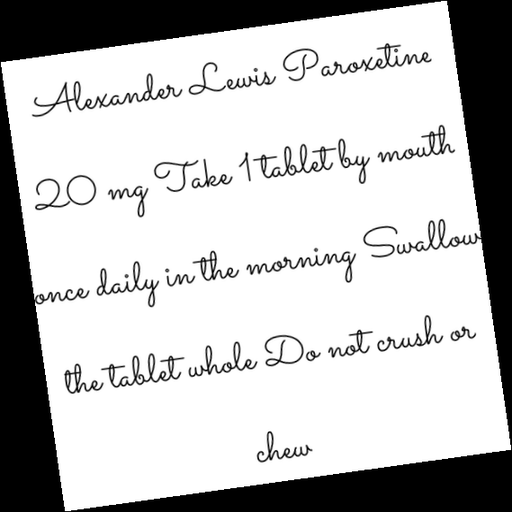 Alexander Lewis Paroxetine
20 mg Take 1 tablet by mouth
once daily in the morning Swallow
the tablet whole Do not crush or
chew